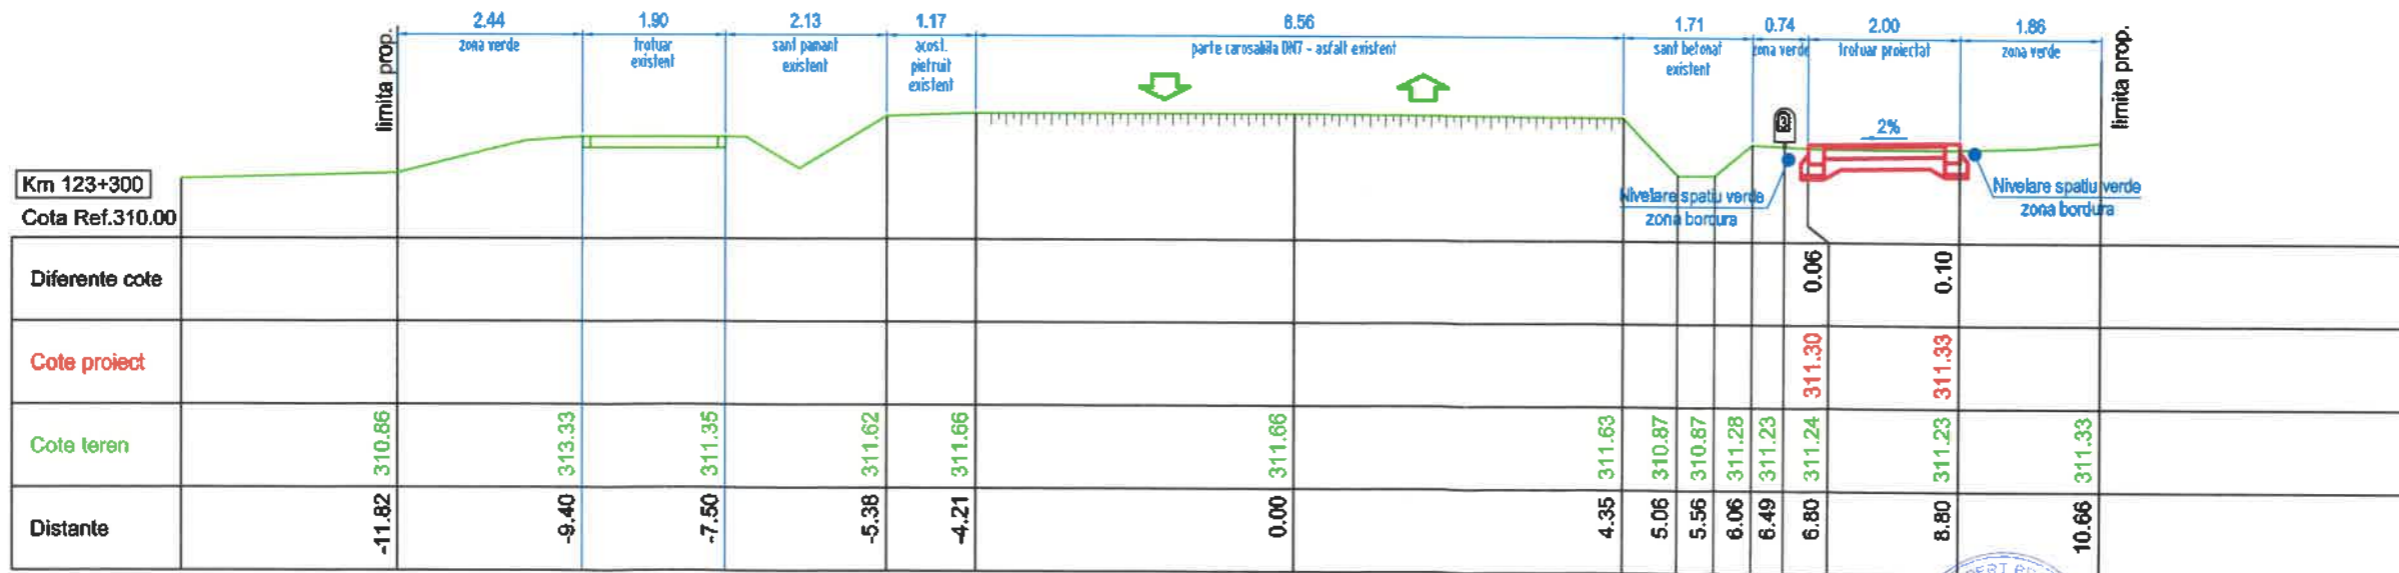 2.44 1.90 2.13 1.17 8.56 1.71 0.74 2.00 1.86
zona verde trotuar sant pamant acost. parte carosabila DN7 - asfalt existent sant betonat zona verde trotuar proiectat zona verde
existent existent pietruit existent
existent
limita prop.
limita prop.
2%
Km 123+300
Cota Ref.310.00
Nivelare spatiu verde
zona bordura
Nivelare spatiu verde
zona bordura
Diferente cote 0.06 0.10
Cote proiect 311.30 311.33
Cote teren 310.86 313.33 311.35 311.62 311.66 311.66 311.63 310.87 310.87 311.28 311.23 311.24 311.23 311.33
Distante -11.82 -9.40 -7.50 -5.38 -4.21 0.00 4.35 5.06 5.56 6.06 6.49 6.80 8.80 10.66